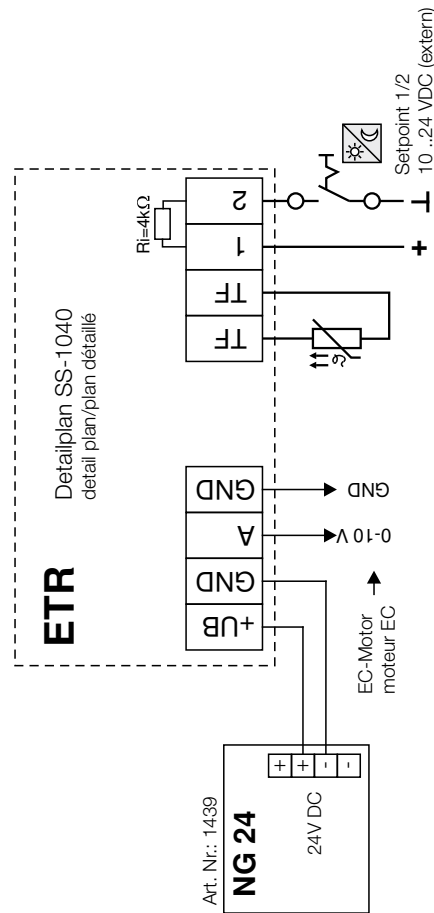 ETR
Detailplan SS-1040
detail plan/plan détaillé
Ri=4kΩ
+UB
GND
A
GND
TF
TF
1
2
0-10 V
GND
EC-Motor
moteur EC
+
Setpoint 1/2
10 ..24 VDC (extern)
Art. Nr.: 1439
NG 24
24V DC
+
+
-
-